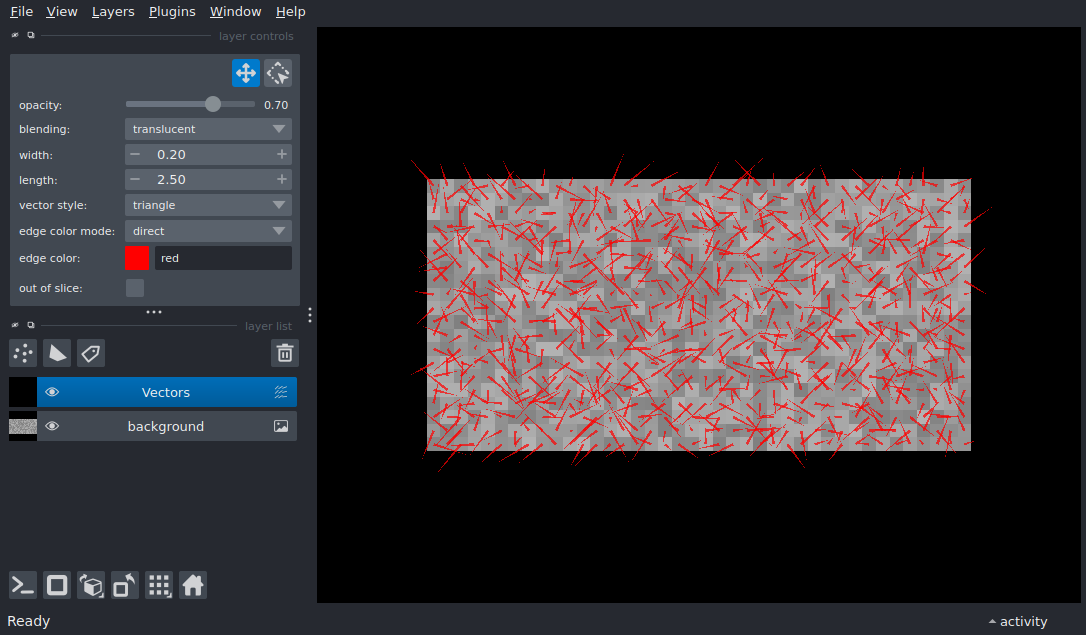 File View Layers Plugins Window Help
layer controls
opacity: 0.70
blending: translucent
width: 0.20
length: 2.50
vector style: triangle
edge color mode: direct
edge color: red
out of slice:
layer list
Vectors
background
Ready
activity